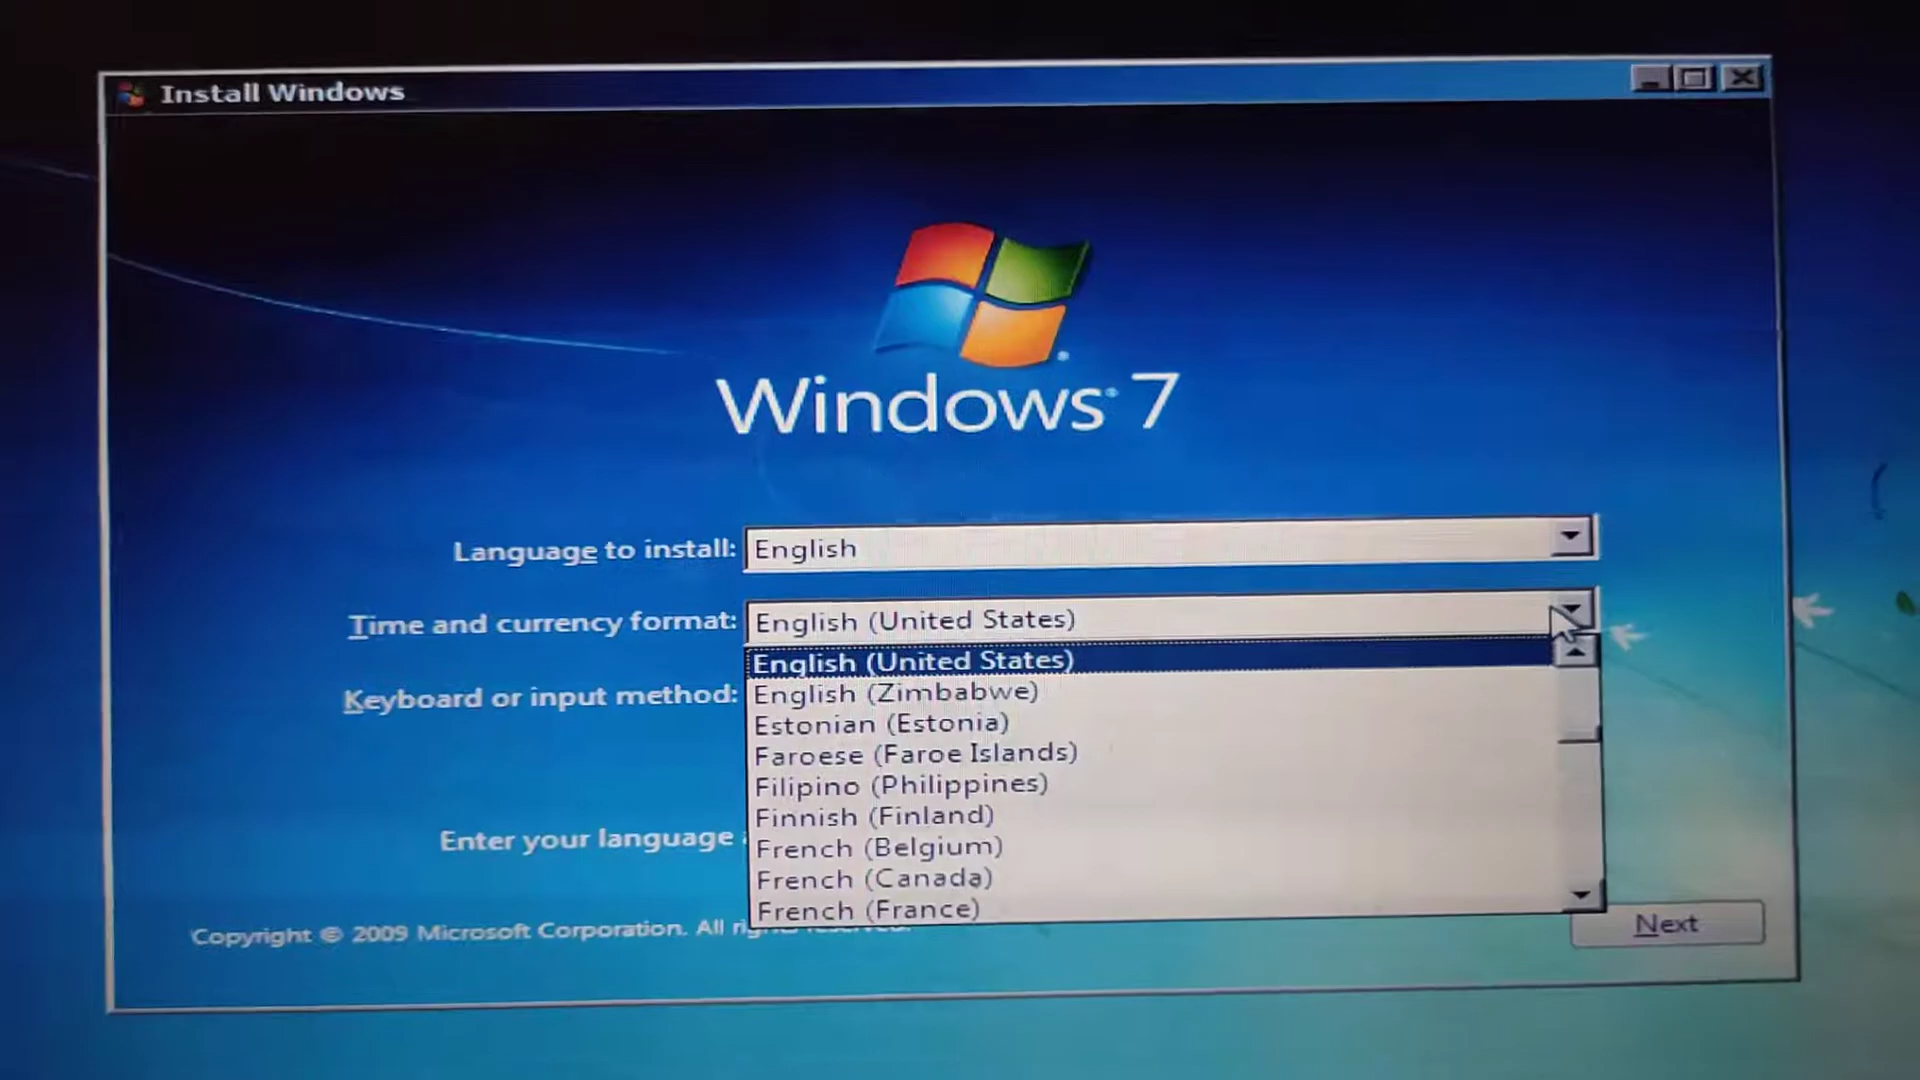 Install Windows
Windows® 7
Language to install: English
Time and currency format: English (United States)
English (United States)
English (Zimbabwe)
Estonian (Estonia)
Keyboard or input method:
Faroese (Faroe Islands)
Filipino (Philippines)
Finnish (Finland)
Enter your language
French (Belgium)
French (Canada)
French (France)
Copyright © 2009 Microsoft Corporation. All rights reserved.
Next